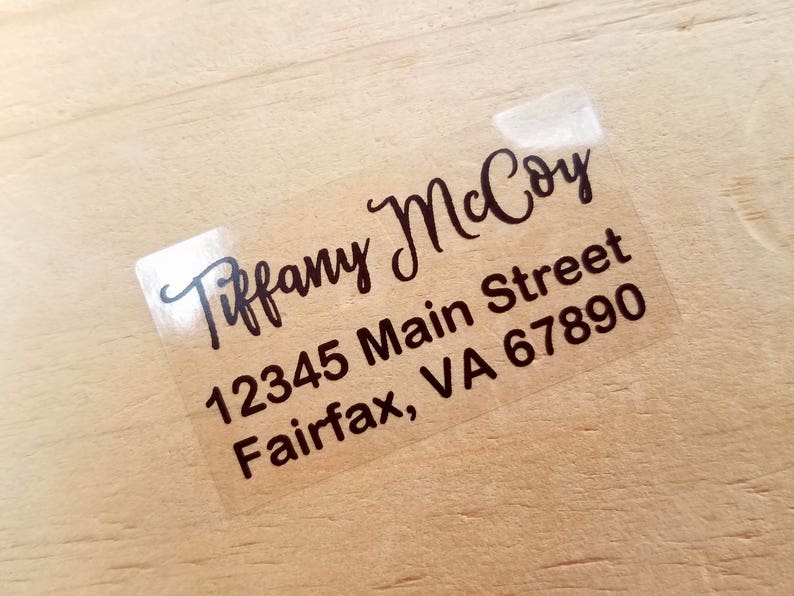 Tiffany McCoy
12345 Main Street
Fairfax, VA 67890